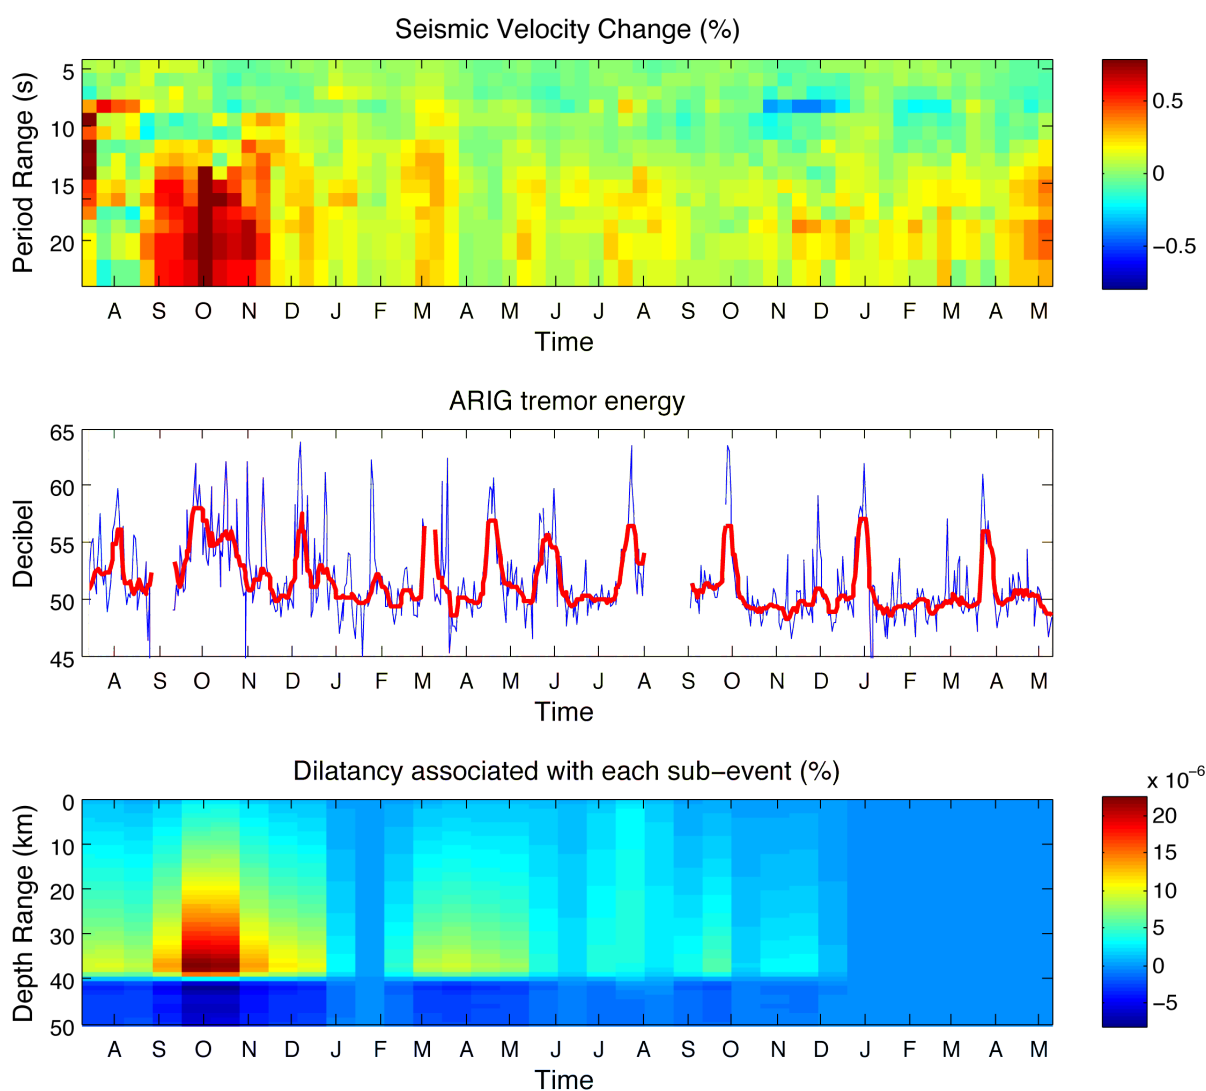 Seismic Velocity Change (%)
Period Range (s)
5
10
15
20
A S O N D J F M A M J J A S O N D J F M A M
Time
0.5
0
−0.5
ARIG tremor energy
Decibel
65
60
55
50
45
A S O N D J F M A M J J A S O N D J F M A M
Time
Dilatancy associated with each sub−event (%)
Depth Range (km)
0
10
20
30
40
50
A S O N D J F M A M J J A S O N D J F M A M
Time
x 10⁻⁶
20
15
10
5
0
−5